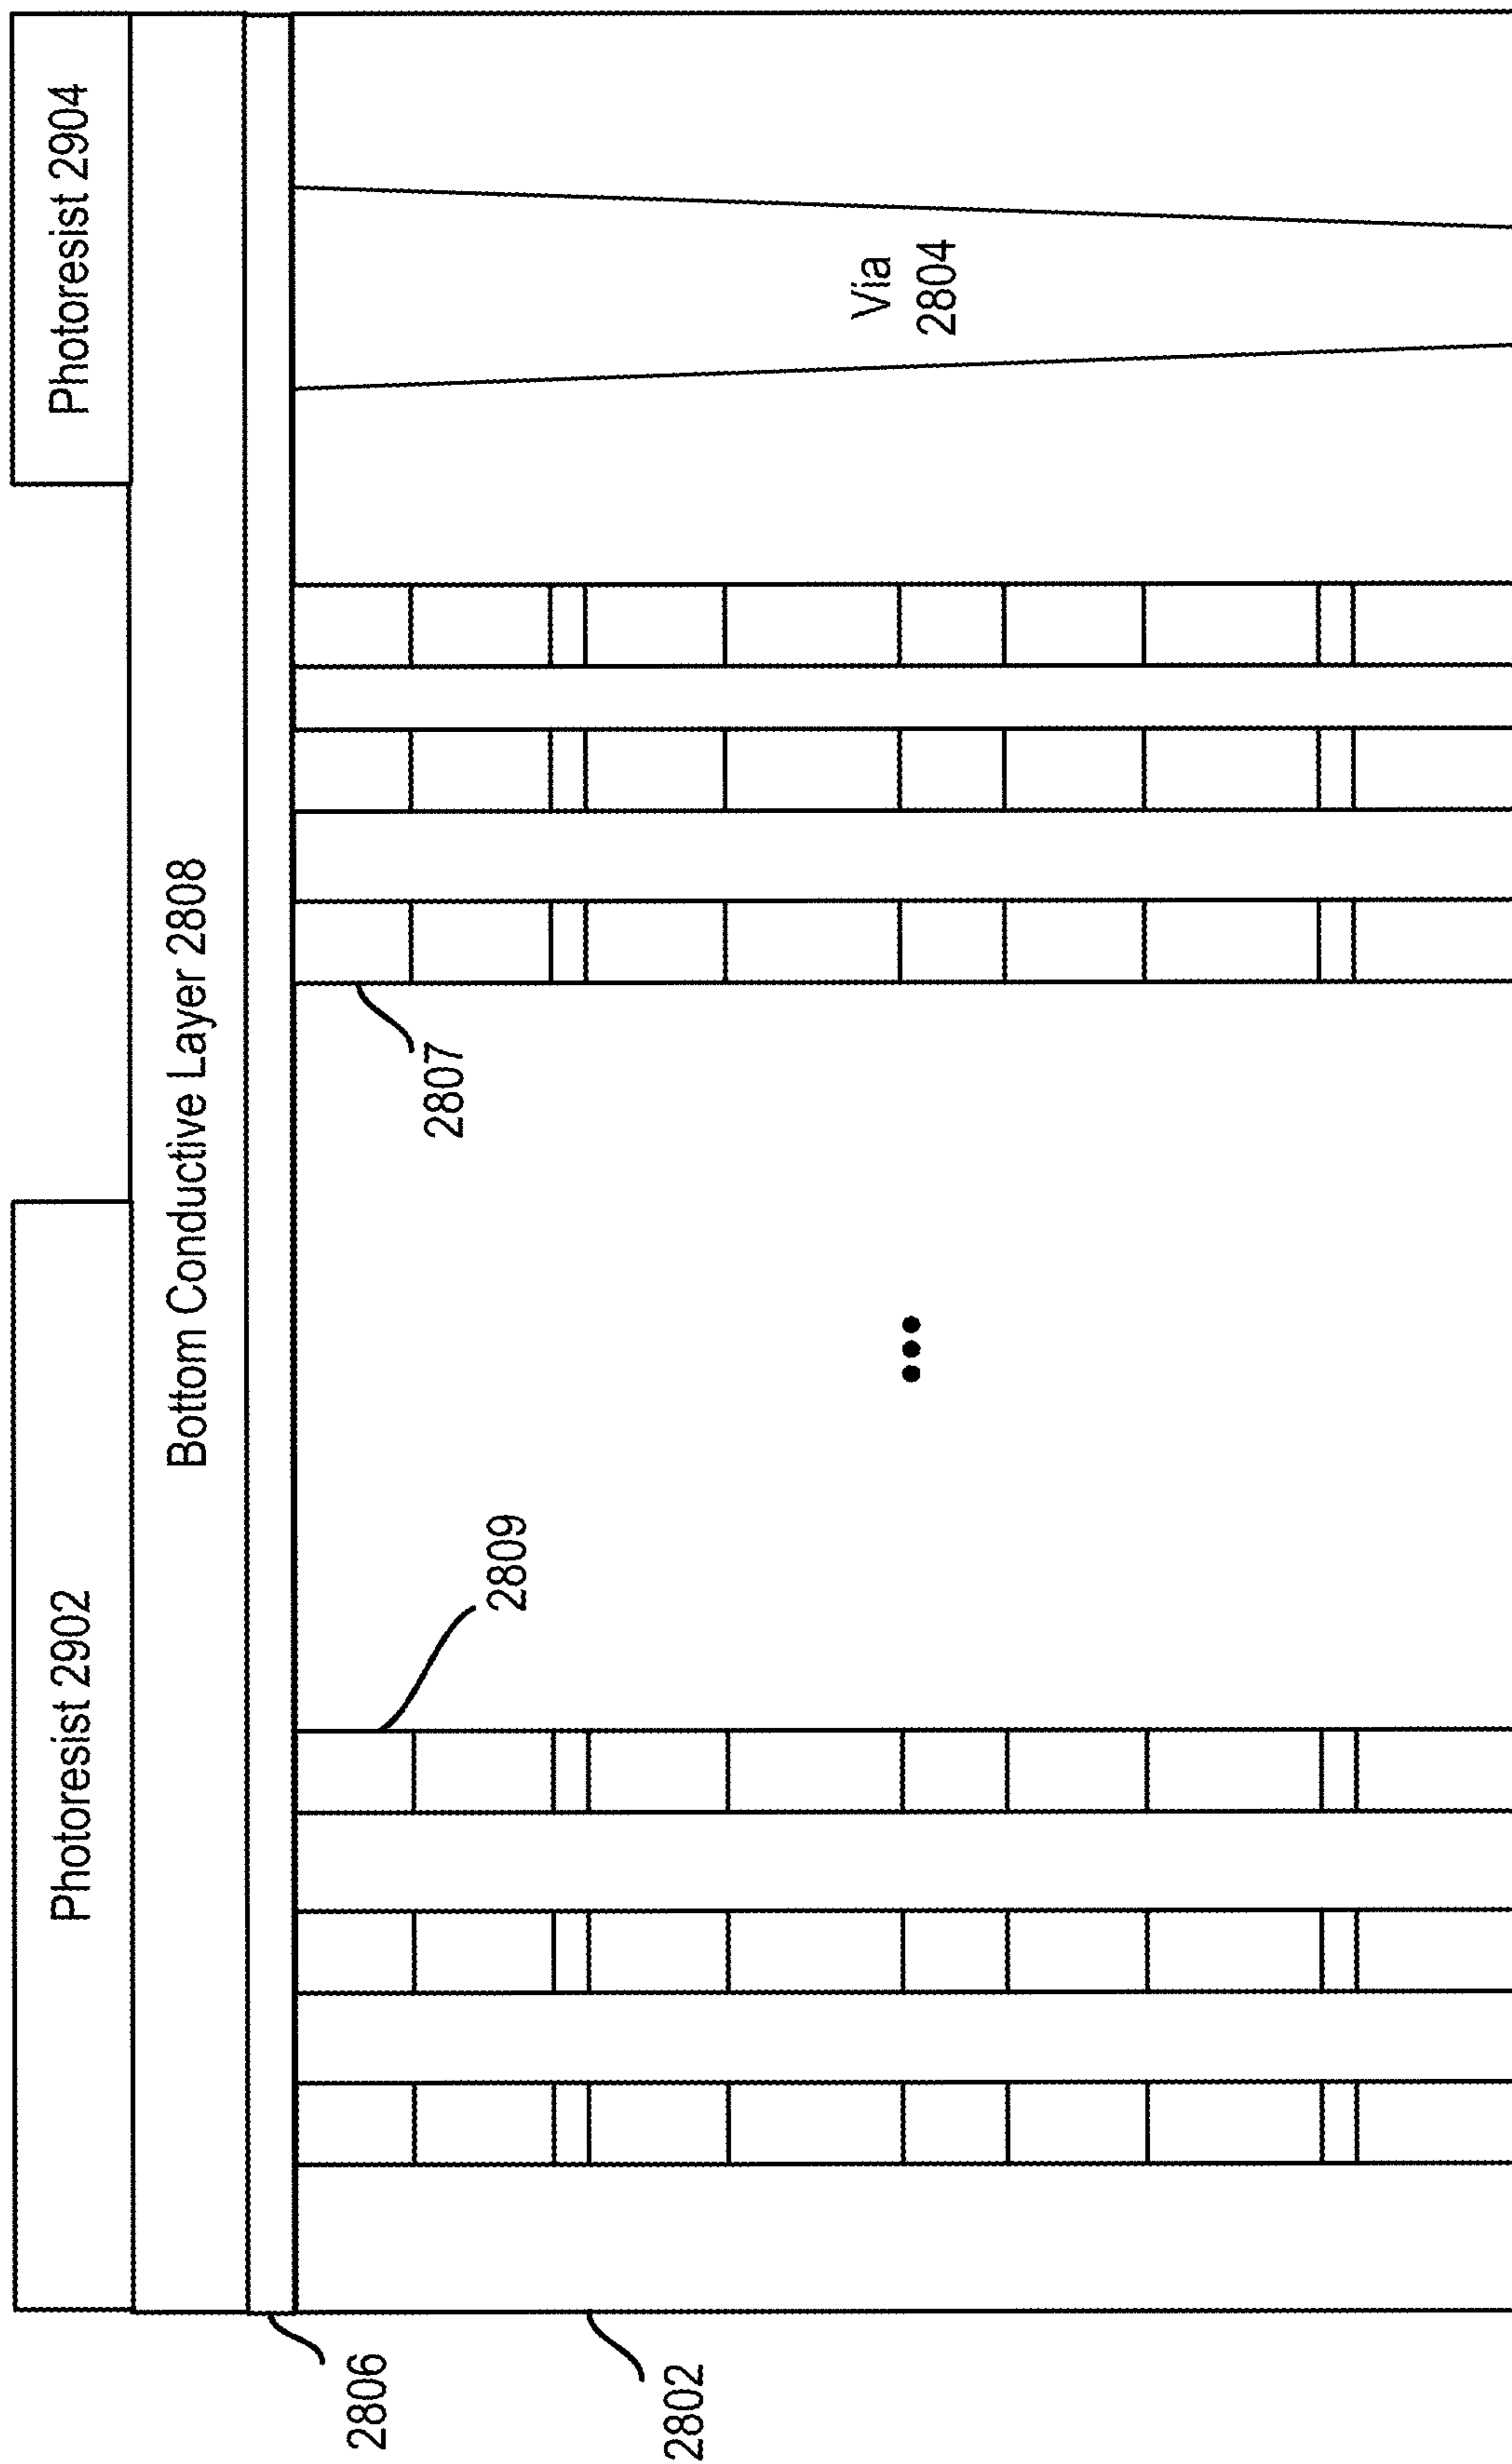 Photoresist 2902
Photoresist 2904
Bottom Conductive Layer 2808
2806
2809
2807
2802
Via
2804